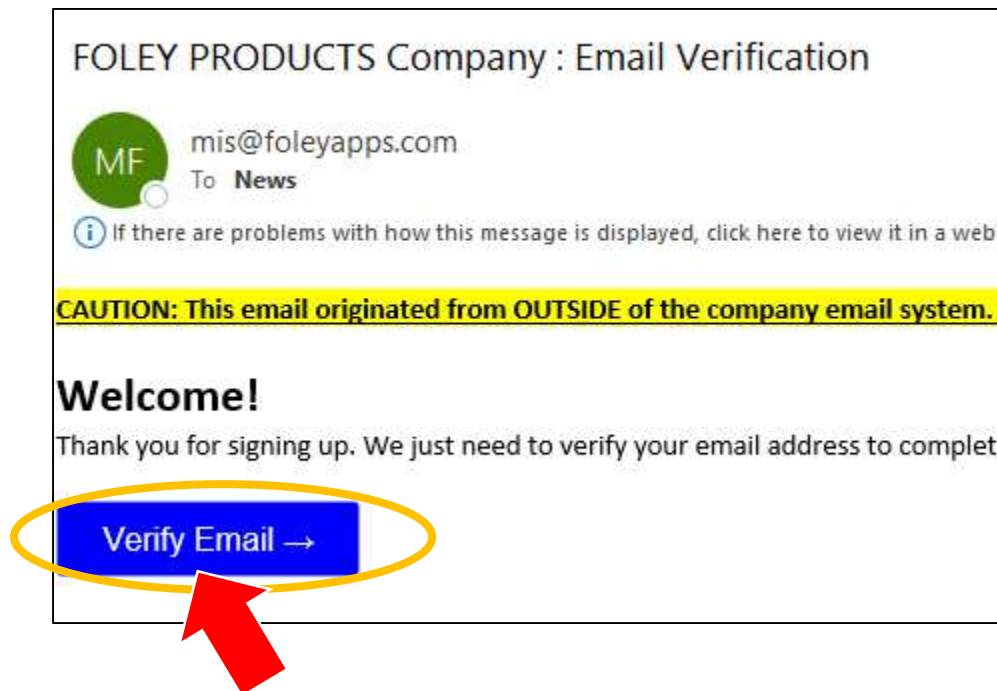 FOLEY PRODUCTS Company : Email Verification
MF
mis@foleyapps.com
To News
i If there are problems with how this message is displayed, click here to view it in a web
CAUTION: This email originated from OUTSIDE of the company email system.
Welcome!
Thank you for signing up. We just need to verify your email address to complet
Verify Email →